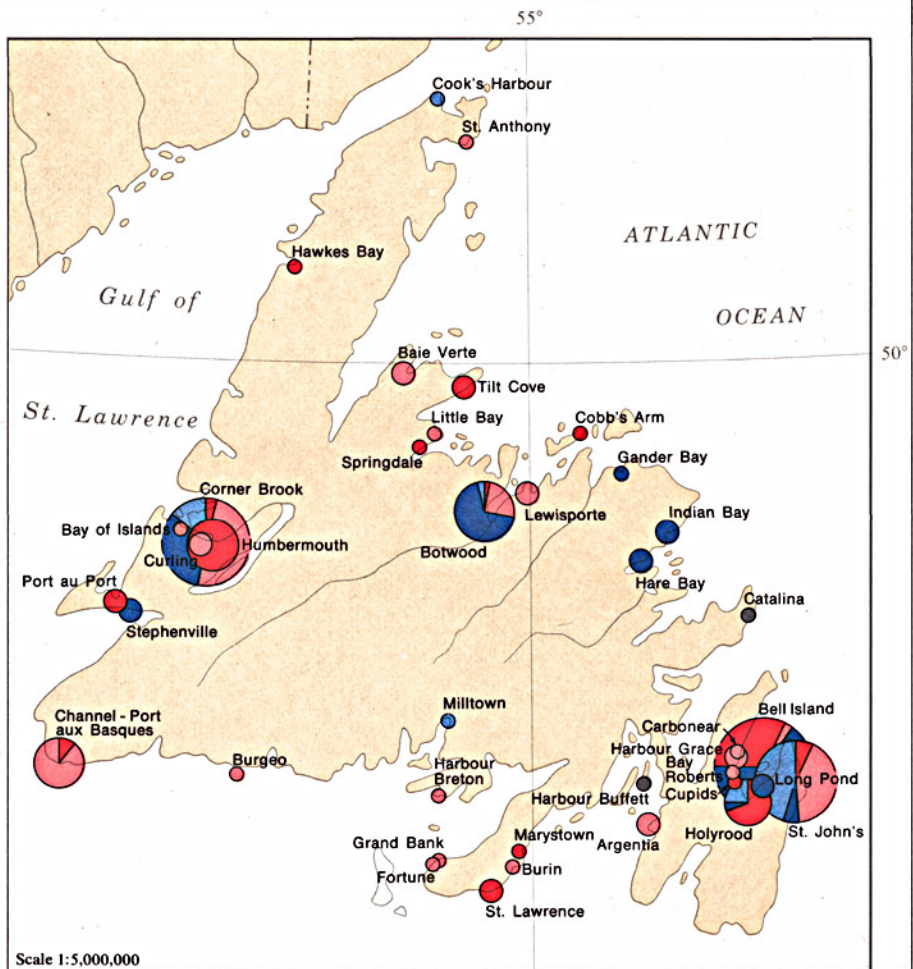 55°
Cook's Harbour
St. Anthony
Hawkes Bay
ATLANTIC
Gulf of
OCEAN
50°
Baie Verte
Tilt Cove
St. Lawrence
Little Bay
Cobb's Arm
Springdale
Gander Bay
Corner Brook
Lewisporte
Indian Bay
Bay of Islands
Humbermouth
Botwood
Curling
Port au Port
Hare Bay
Catalina
Stephenville
Milltown
Bell Island
Channel - Port
aux Basques
Carbonear
Harbour Grace
Burgeo
Harbour
Breton
Bay
Roberts
Long Pond
Harbour Buffett
Cupids
Holyrood
St. John's
Argentia
Grand Bank
Marystown
Fortune
Burin
St. Lawrence
Scale 1:5,000,000